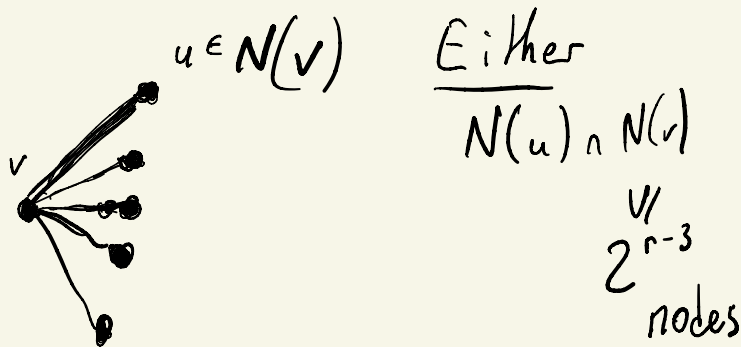 u ∈ N(v)
v
Either
N(u) ∩ N(v)
≥
2^{r-3}
nodes